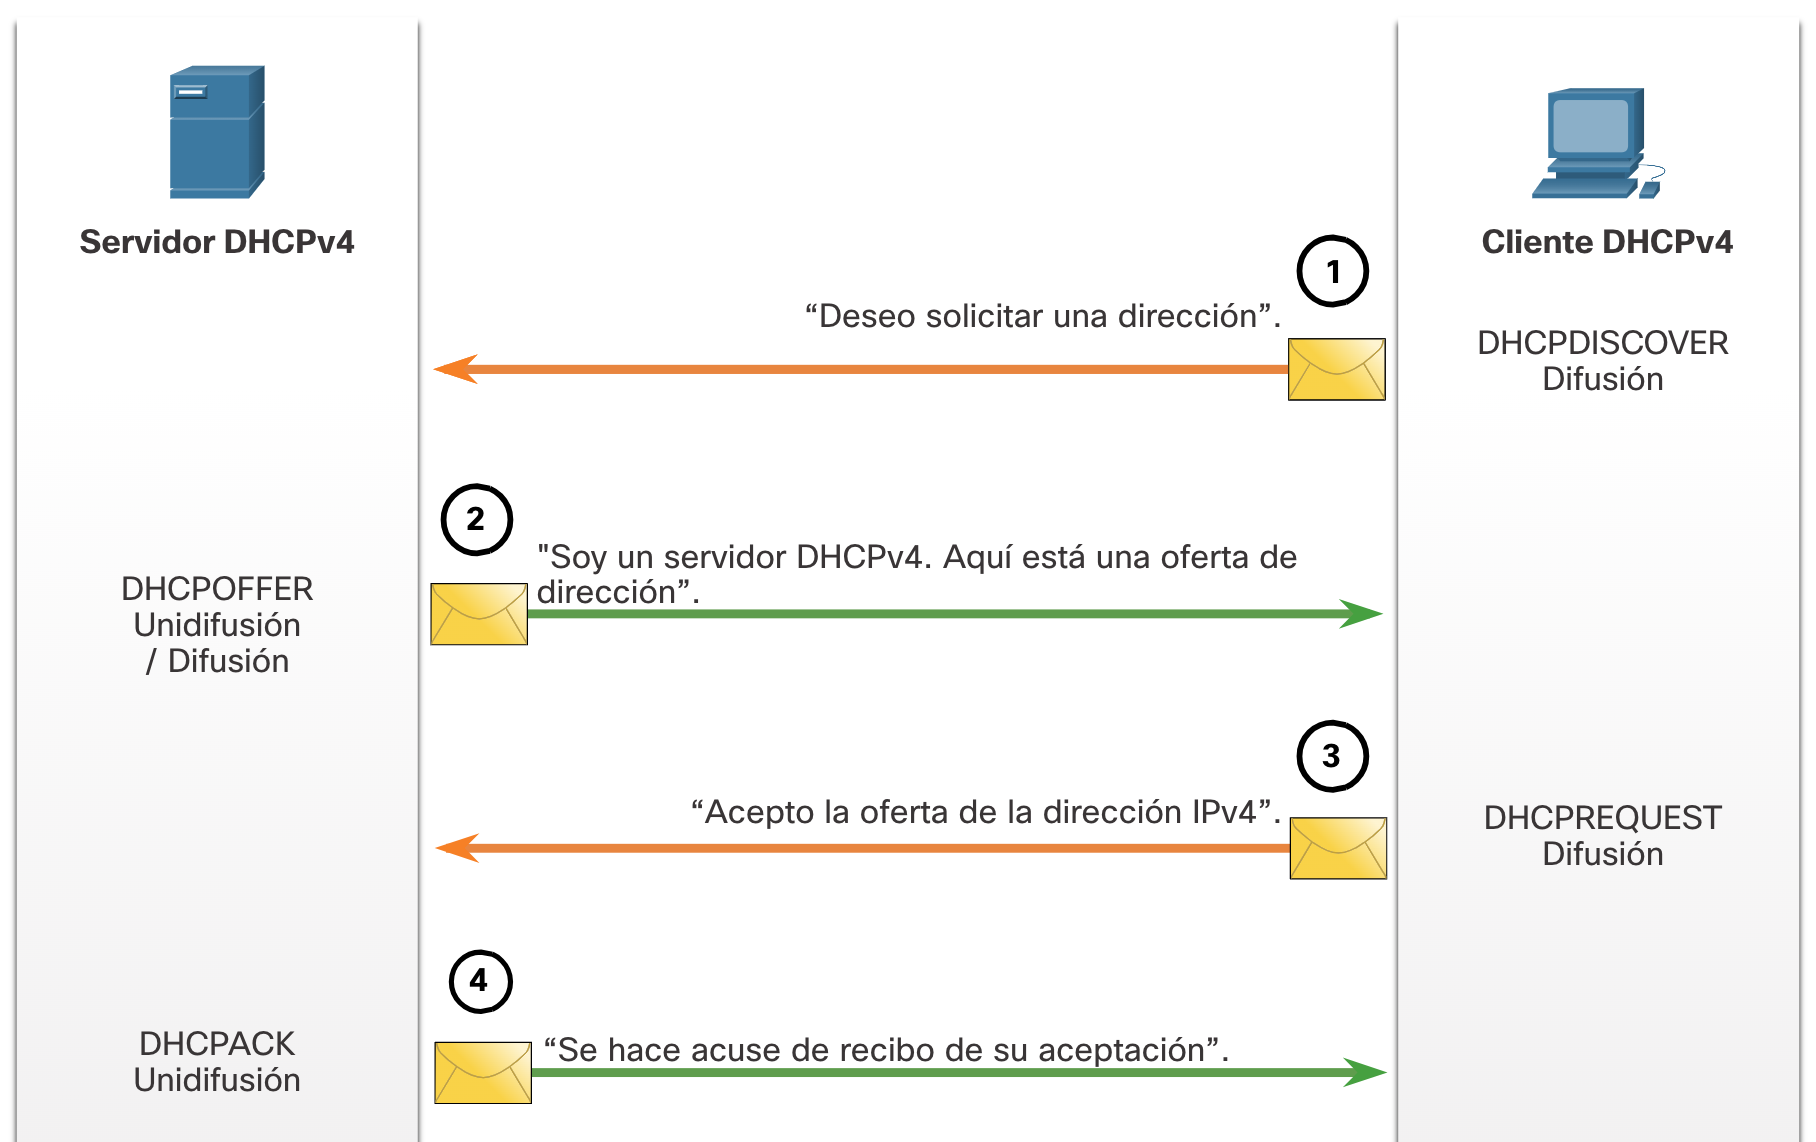 Servidor DHCPv4
Cliente DHCPv4
1
“Deseo solicitar una dirección”.
DHCPDISCOVER
Difusión
2
"Soy un servidor DHCPv4. Aquí está una oferta de
dirección”.
DHCPOFFER
Unidifusión
/ Difusión
3
“Acepto la oferta de la dirección IPv4”.
DHCPREQUEST
Difusión
4
“Se hace acuse de recibo de su aceptación”.
DHCPACK
Unidifusión